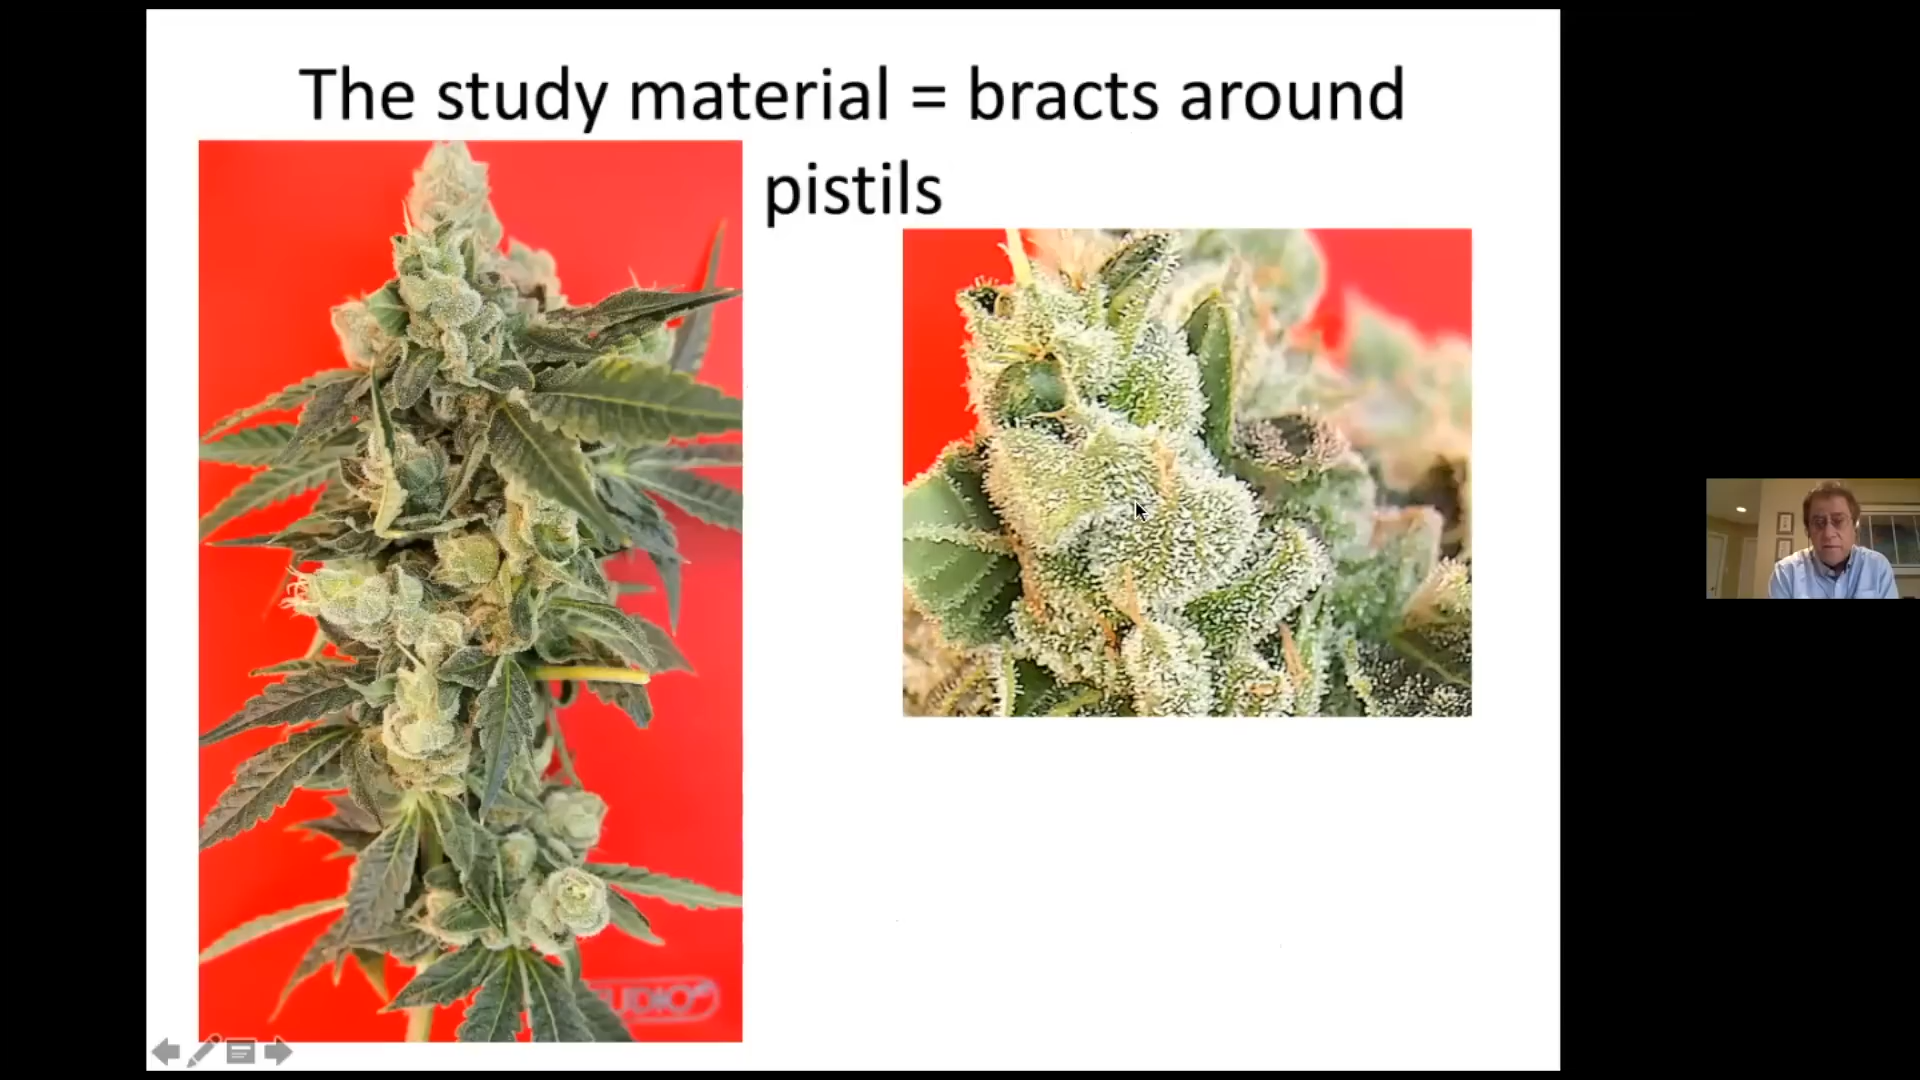 The study material = bracts around
pistils